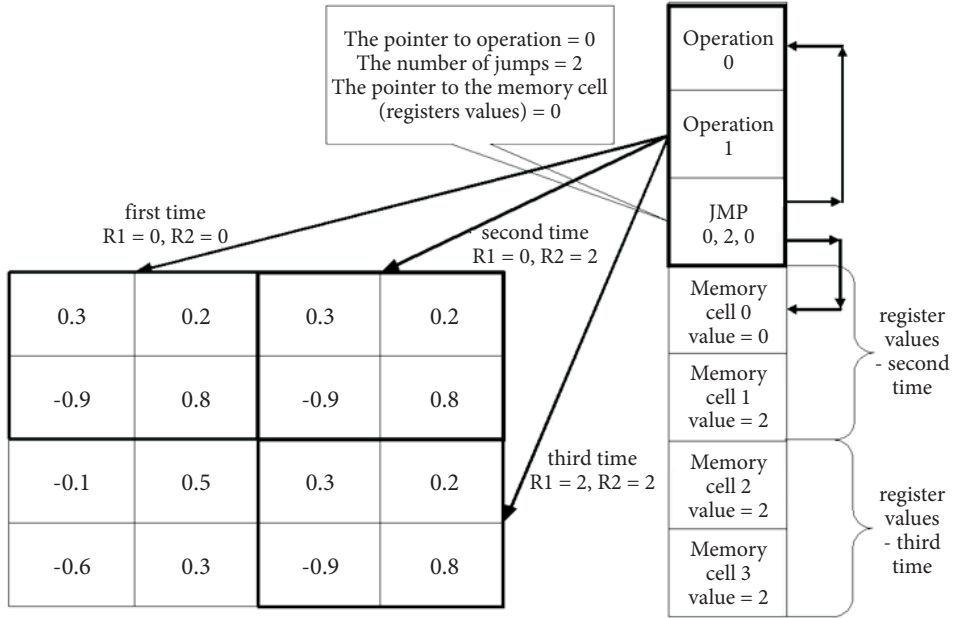 The pointer to operation = 0
The number of jumps = 2
The pointer to the memory cell
(registers values) = 0
Operation
0
Operation
1
JMP
0, 2, 0
first time
R1 = 0, R2 = 0
second time
R1 = 0, R2 = 2
third time
R1 = 2, R2 = 2
0.3 0.2 0.3 0.2
-0.9 0.8 -0.9 0.8
-0.1 0.5 0.3 0.2
-0.6 0.3 -0.9 0.8
Memory
cell 0
value = 0
Memory
cell 1
value = 2
Memory
cell 2
value = 2
Memory
cell 3
value = 2
register
values
- second
time
register
values
- third
time